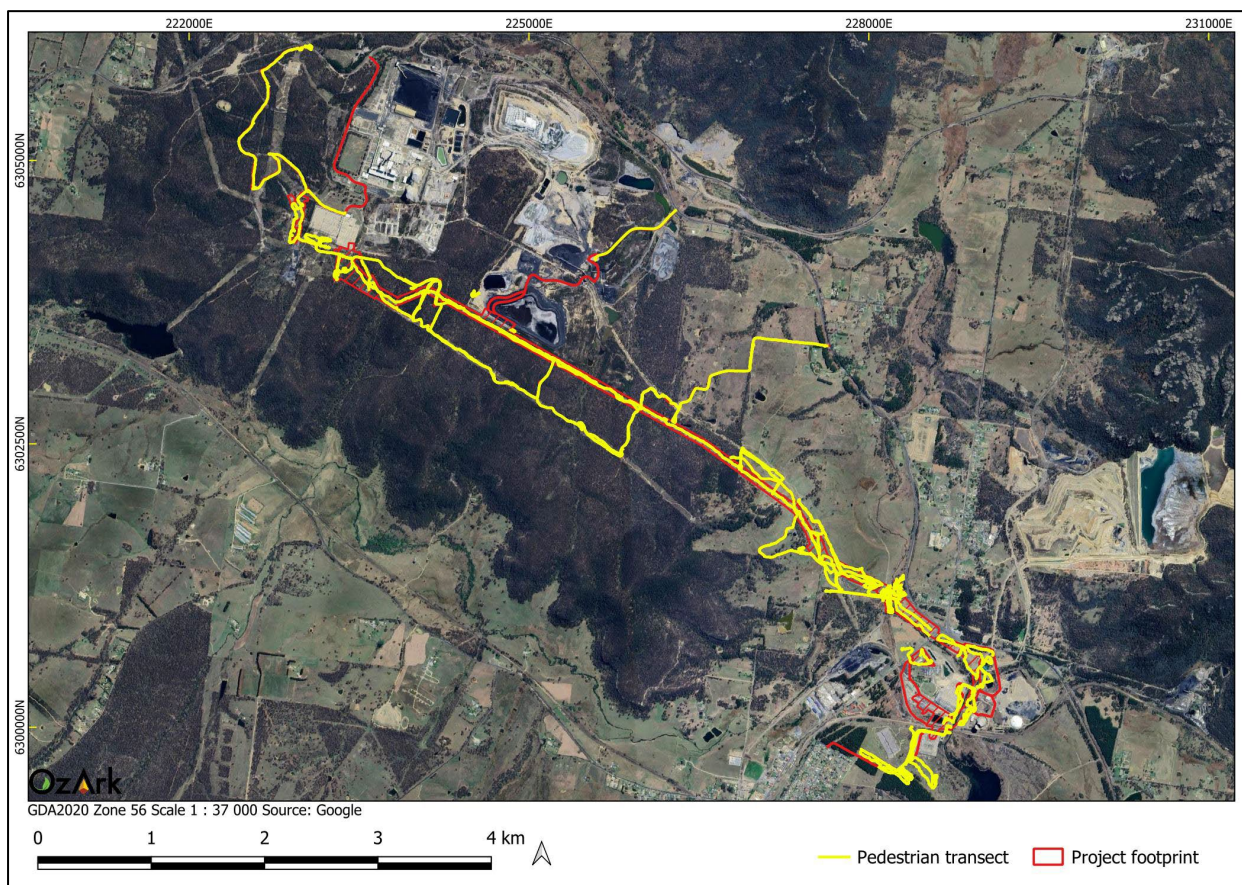 222000E 225000E 228000E 231000E
6305000N
6302500N
6300000N
OzArk
GDA2020 Zone 56 Scale 1 : 37 000 Source: Google
0 1 2 3 4 km
Pedestrian transect Project footprint